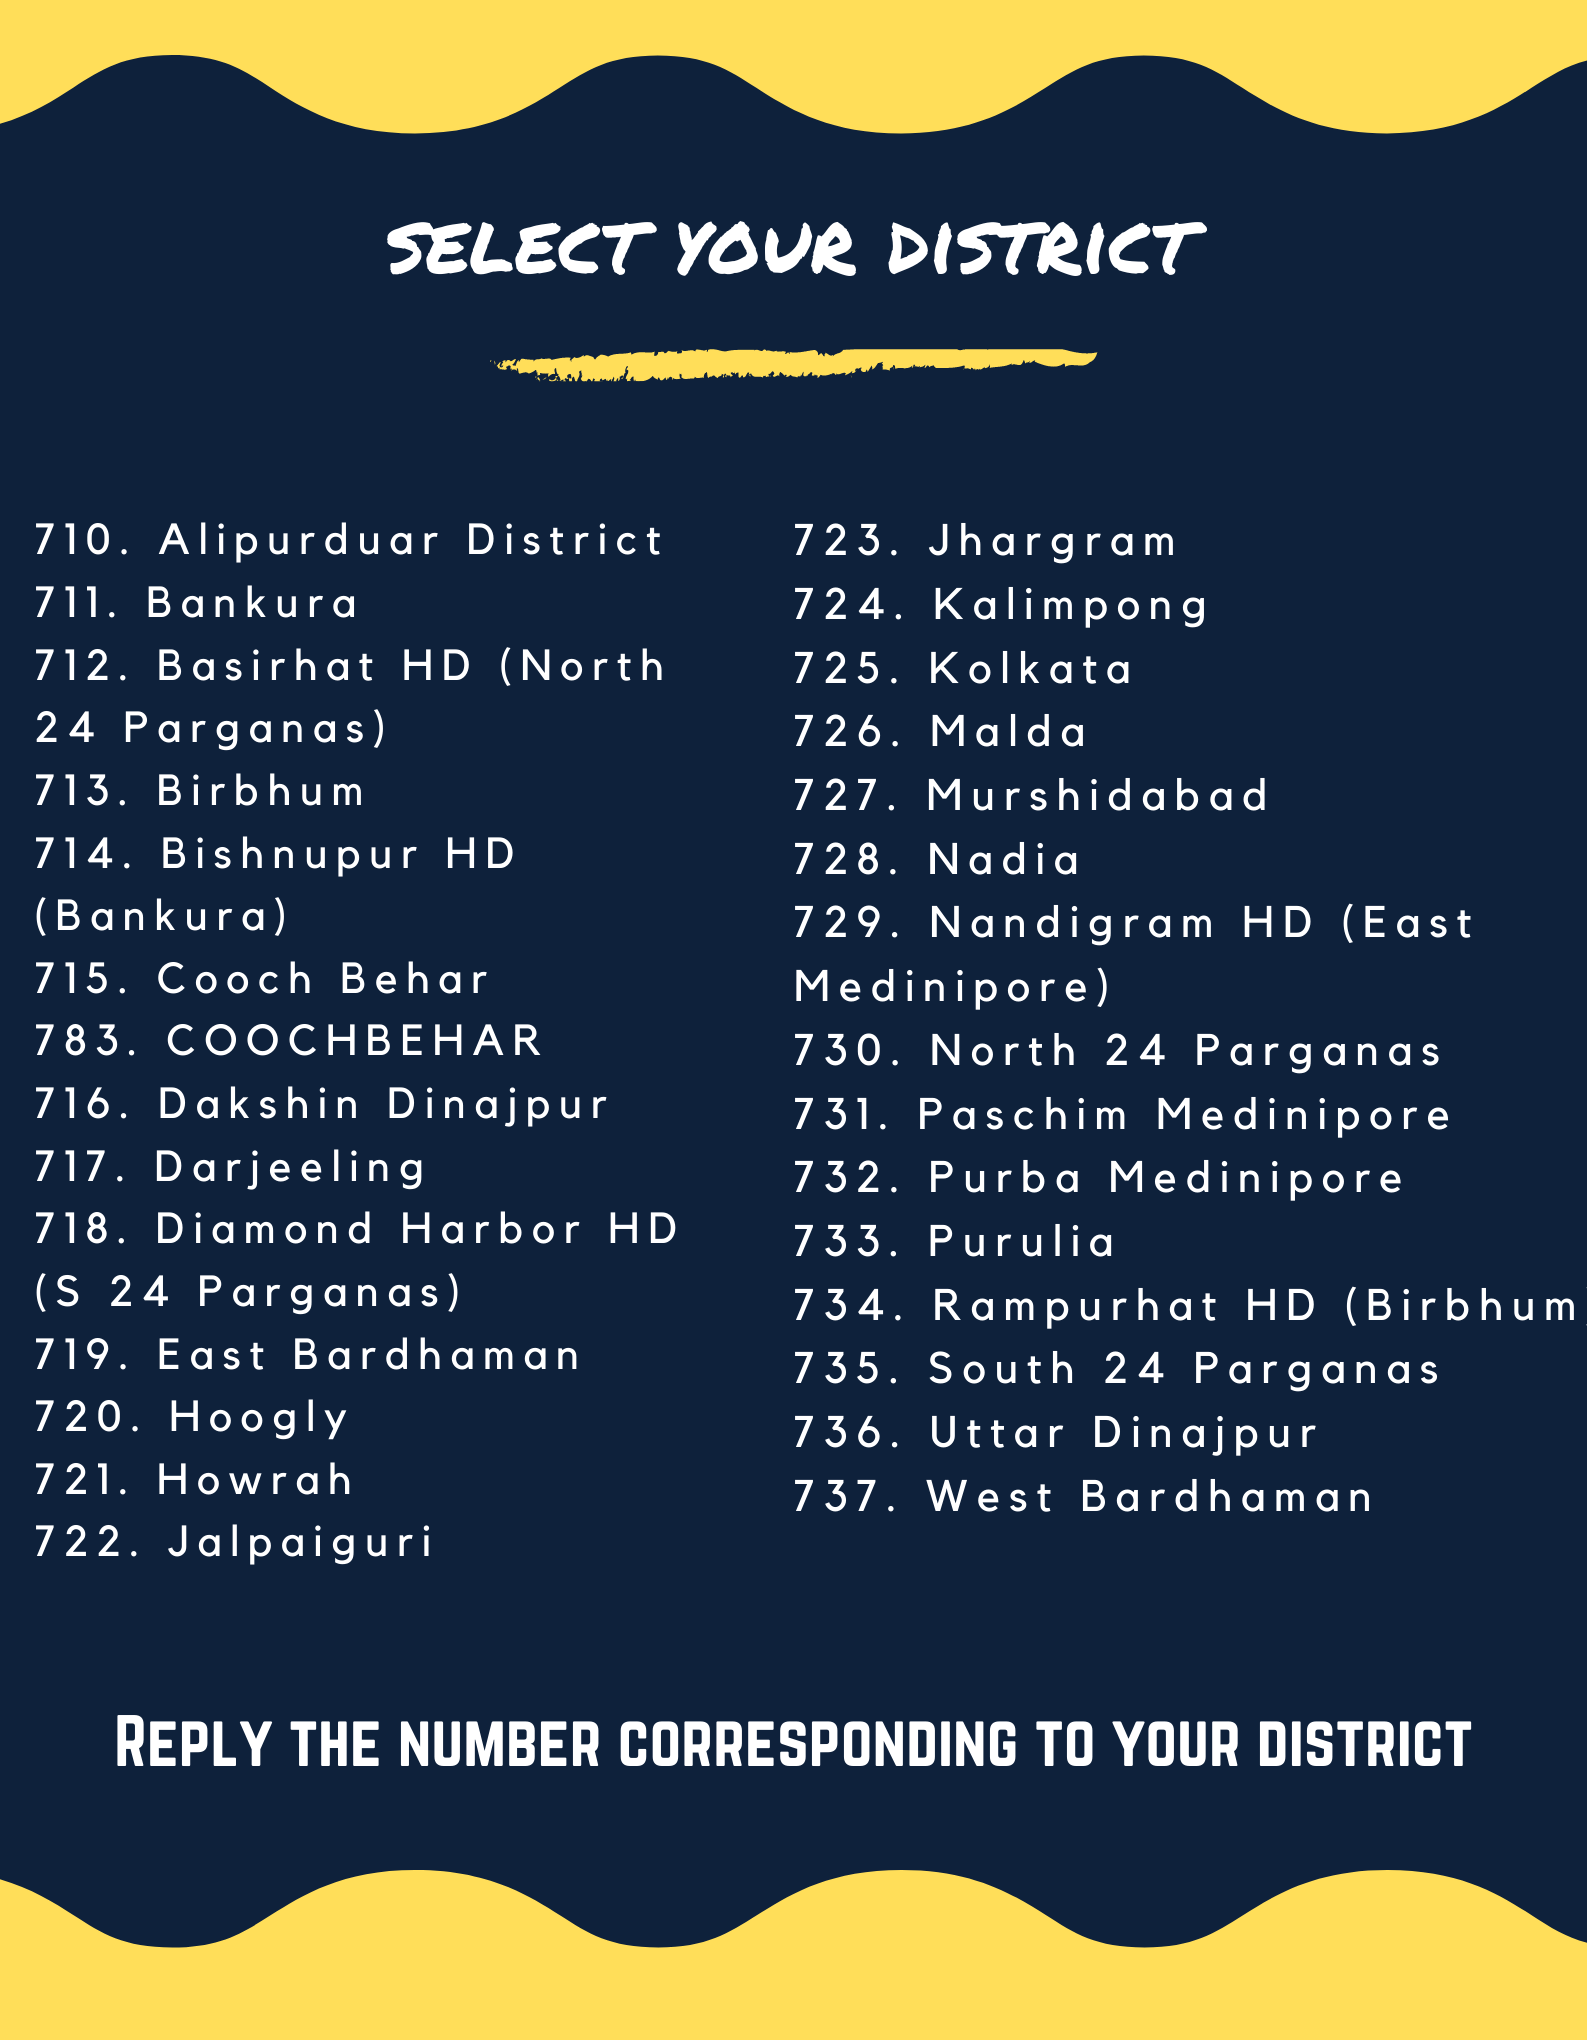 SELECT YOUR DISTRICT
710. Alipurduar District
711. Bankura
712. Basirhat HD (North
24 Parganas)
713. Birbhum
714. Bishnupur HD
(Bankura)
715. Cooch Behar
783. COOCHBEHAR
716. Dakshin Dinajpur
717. Darjeeling
718. Diamond Harbor HD
(S 24 Parganas)
719. East Bardhaman
720. Hoogly
721. Howrah
722. Jalpaiguri
723. Jhargram
724. Kalimpong
725. Kolkata
726. Malda
727. Murshidabad
728. Nadia
729. Nandigram HD (East
Medinipore)
730. North 24 Parganas
731. Paschim Medinipore
732. Purba Medinipore
733. Purulia
734. Rampurhat HD (Birbhum
735. South 24 Parganas
736. Uttar Dinajpur
737. West Bardhaman
REPLY THE NUMBER CORRESPONDING TO YOUR DISTRICT